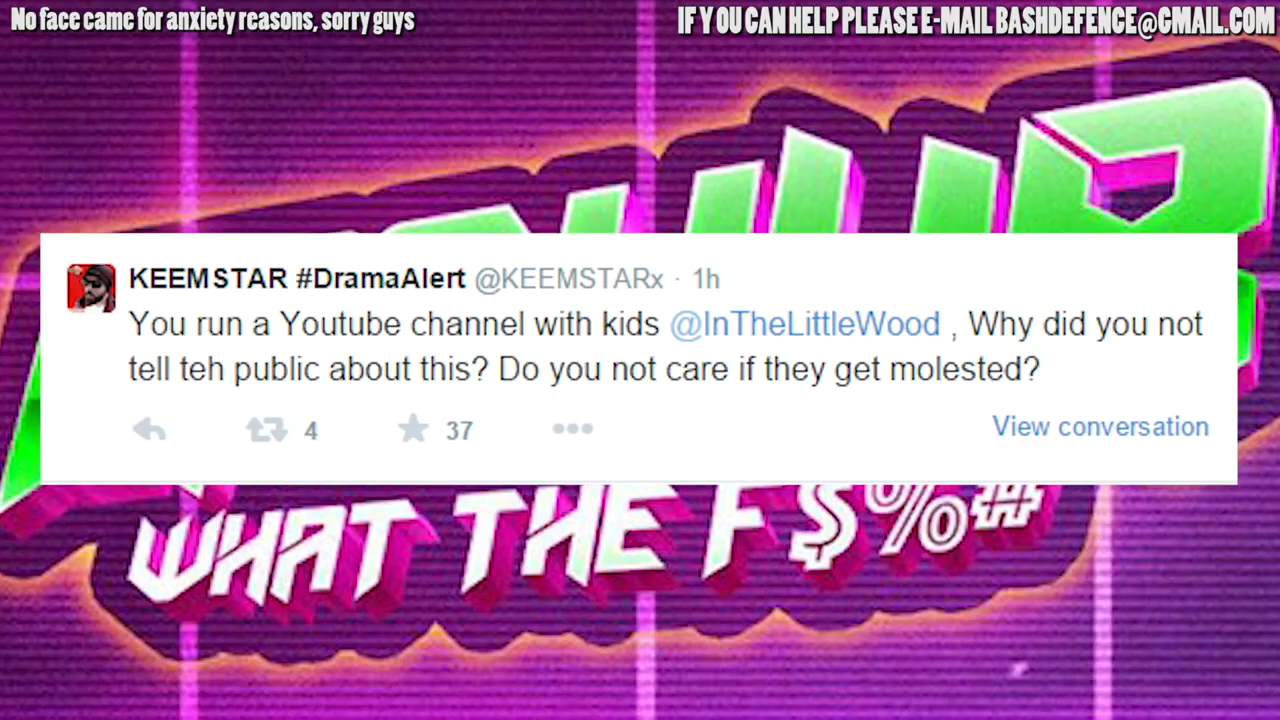 No face came for anxiety reasons, sorry guys
IF YOU CAN HELP PLEASE E-MAIL BASHDEFENCE@GMAIL.COM
KEEMSTAR #DramaAlert @KEEMSTARx · 1h
You run a Youtube channel with kids @InTheLittleWood , Why did you not
tell teh public about this? Do you not care if they get molested?
4 37 View conversation
WHAT THE F$%#